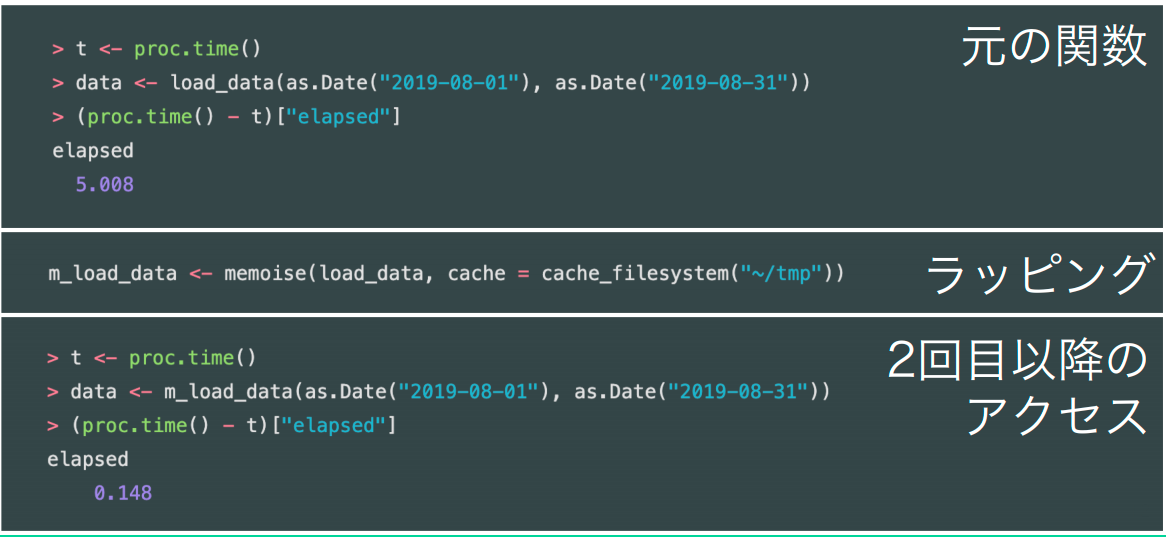 > t <- proc.time()
> data <- load_data(as.Date("2019-08-01"), as.Date("2019-08-31"))
> (proc.time() - t)["elapsed"]
elapsed
5.008
元の関数
m_load_data <- memoise(load_data, cache = cache_filesystem("~/tmp"))
ラッピング
> t <- proc.time()
> data <- m_load_data(as.Date("2019-08-01"), as.Date("2019-08-31"))
> (proc.time() - t)["elapsed"]
elapsed
0.148
2回目以降の
アクセス